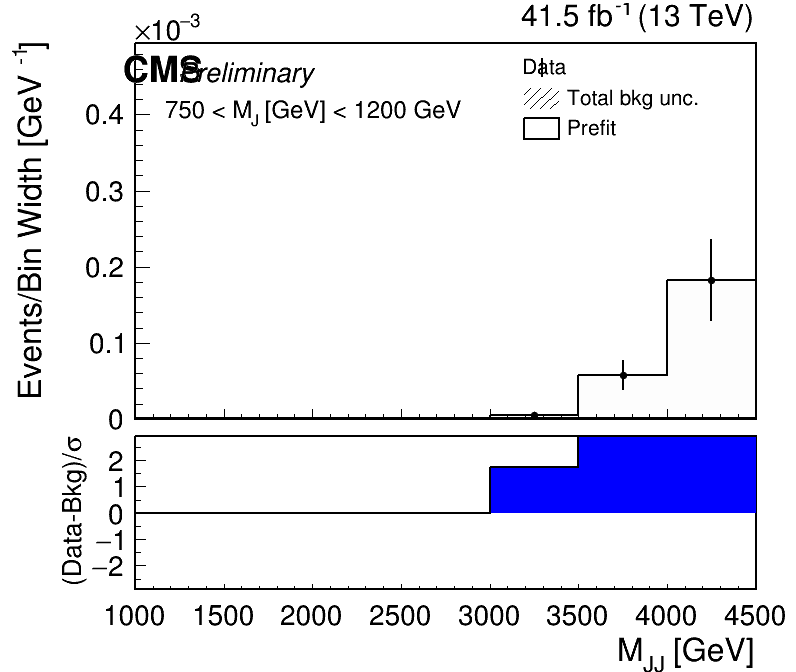 ×10⁻³
41.5 fb⁻¹ (13 TeV)
CMS Preliminary
750 < M_J [GeV] < 1200 GeV
Data
Total bkg unc.
Prefit
Events/Bin Width [GeV⁻¹]
0.4
0.3
0.2
0.1
0
(Data-Bkg)/σ
2
1
0
−1
−2
1000 1500 2000 2500 3000 3500 4000 4500
M_JJ [GeV]